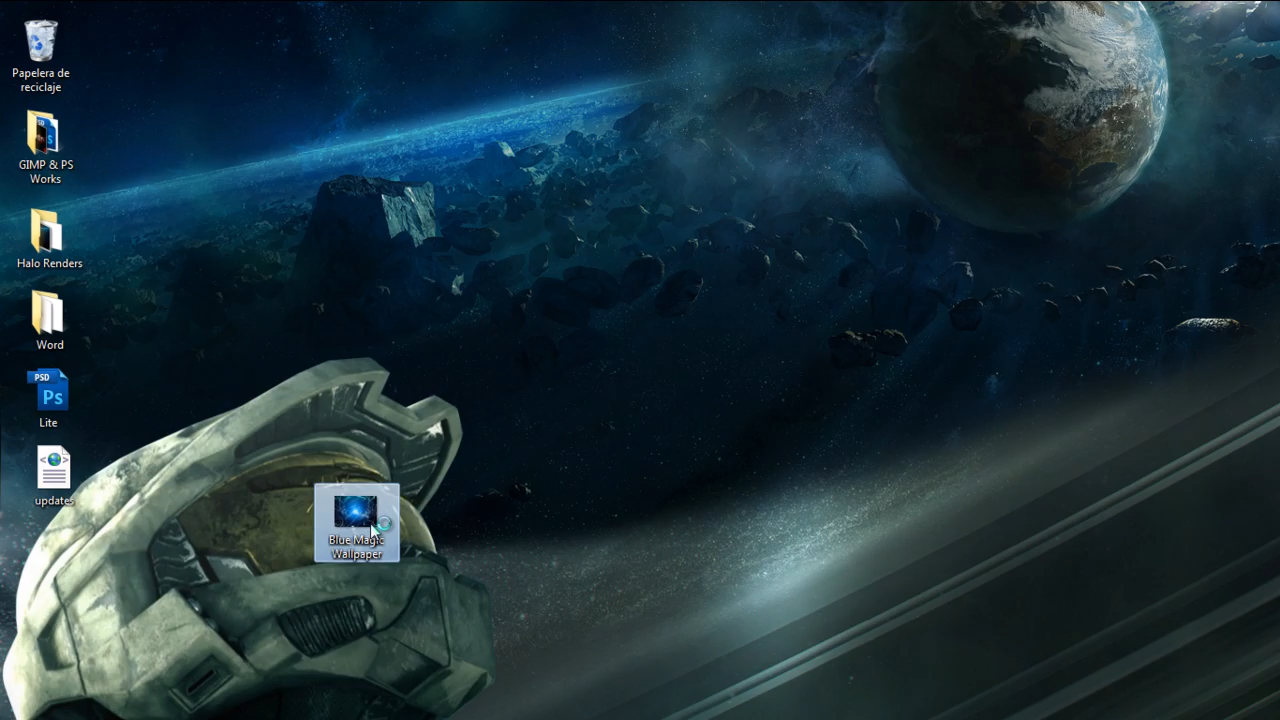 Papelera de
reciclaje
GIMP & PS
Works
Halo Renders
Word
PSD
Ps
Lite
updates
Blue Magic
Wallpaper